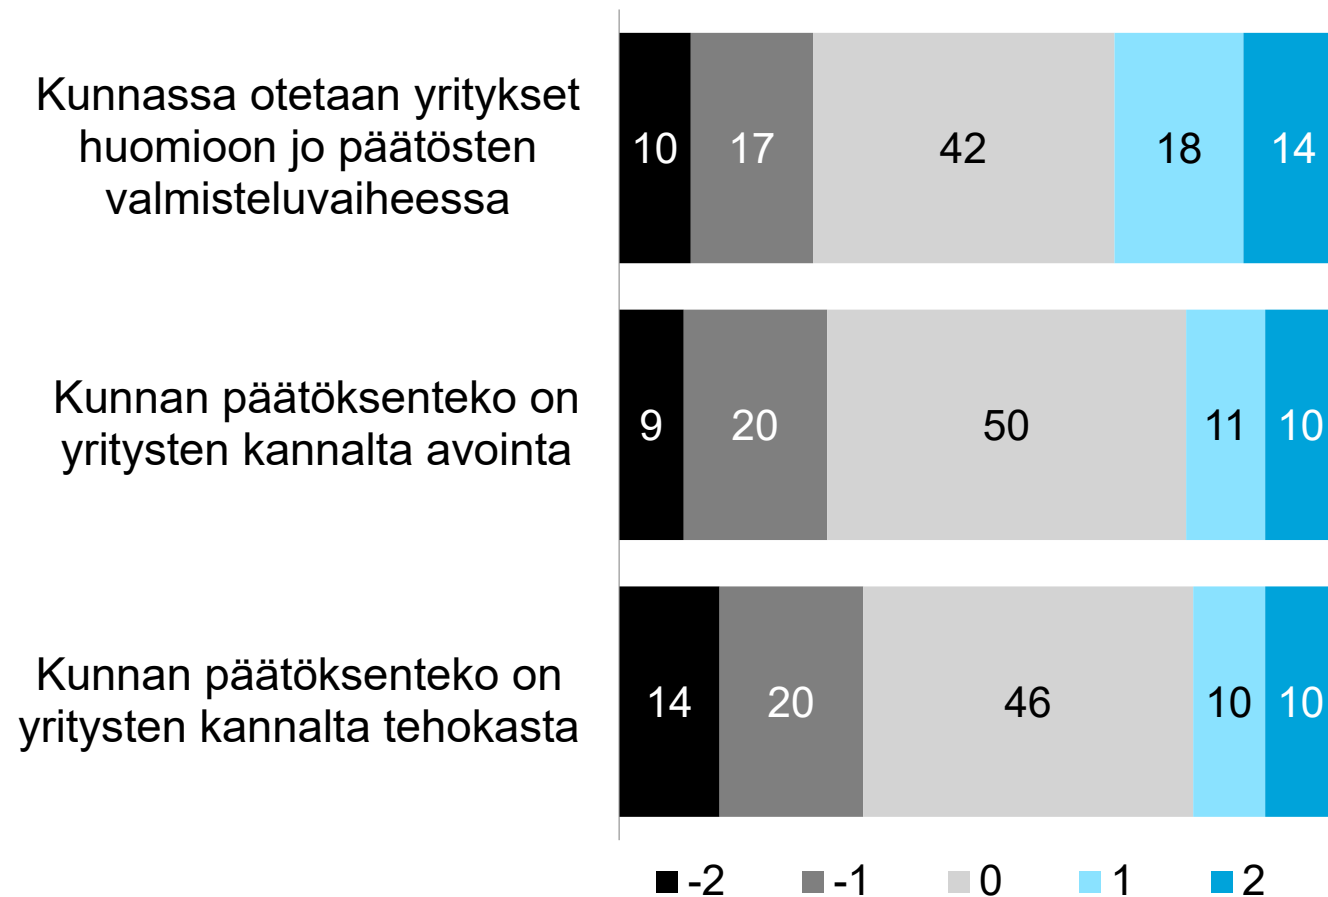 Kunnassa otetaan yritykset
huomioon jo päätösten
valmisteluvaiheessa
10 17 42 18 14
Kunnan päätöksenteko on
yritysten kannalta avointa
9 20 50 11 10
Kunnan päätöksenteko on
yritysten kannalta tehokasta
14 20 46 10 10
-2 -1 0 1 2